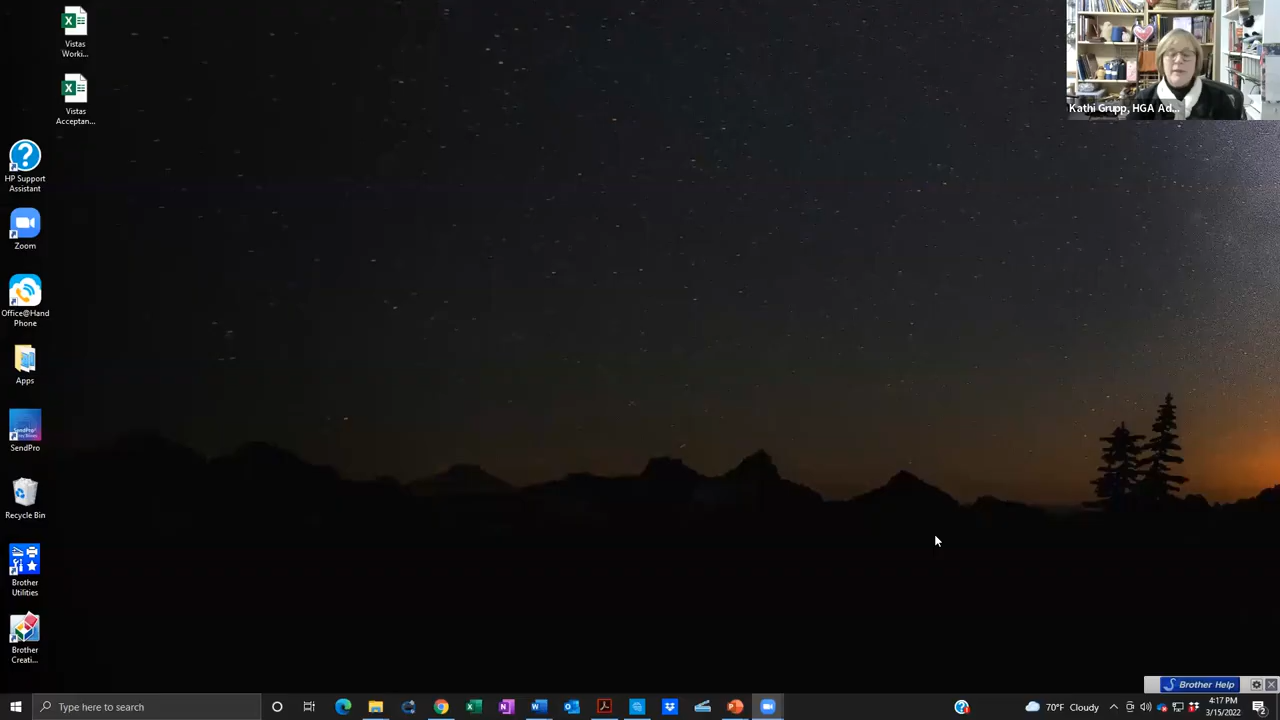 Vistas
Worki...
Vistas
Acceptan...
HP Support
Assistant
Zoom
Office@Hand
Phone
Apps
SendPro
Recycle Bin
Brother
Utilities
Brother
Creati...
Kathi Grupp, HGA Ad...
Brother Help
Type here to search
70°F Cloudy
4:17 PM
3/15/2022
2